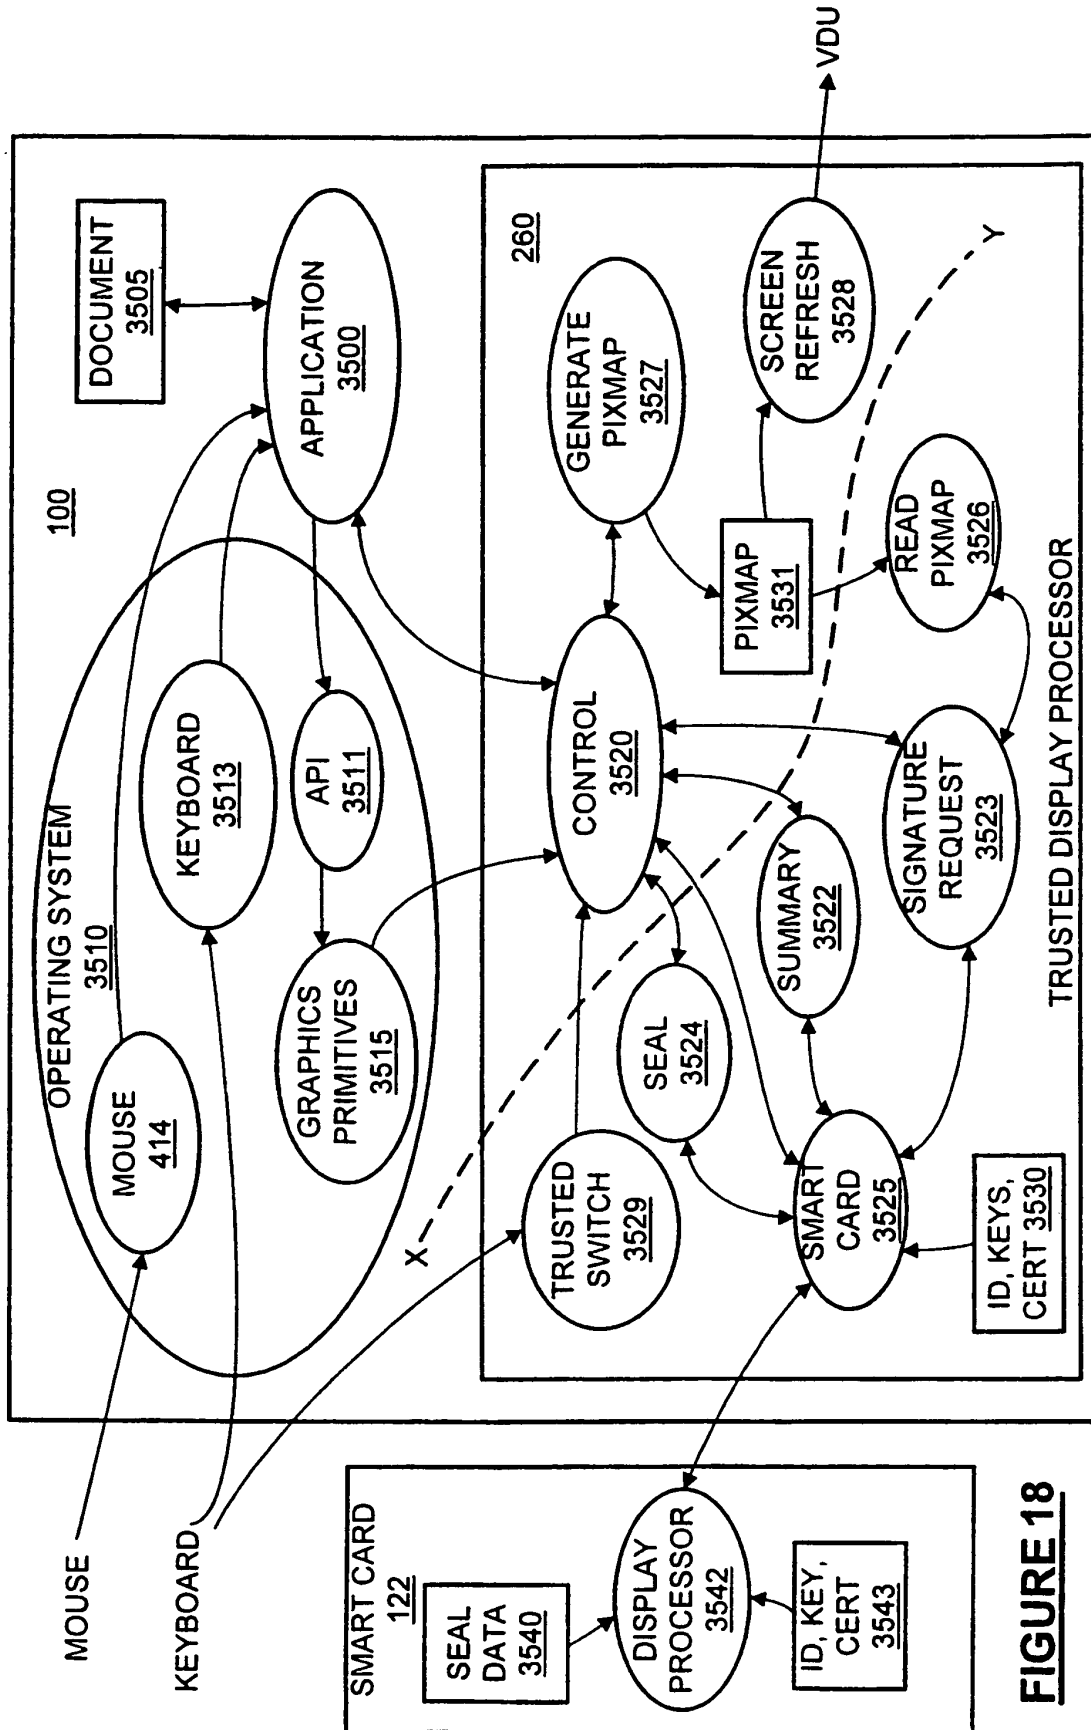 MOUSE
KEYBOARD
100
OPERATING SYSTEM
3510
MOUSE
414
KEYBOARD
3513
API
3511
GRAPHICS
PRIMITIVES
3515
DOCUMENT
3505
APPLICATION
3500
X
Y
260
TRUSTED
SWITCH
3529
CONTROL
3520
GENERATE
PIXMAP
3527
SEAL
3524
PIXMAP
3531
SCREEN
REFRESH
3528
VDU
SUMMARY
3522
SMART
CARD
3525
SIGNATURE
REQUEST
3523
READ
PIXMAP
3526
ID, KEYS,
CERT 3530
TRUSTED DISPLAY PROCESSOR
SMART CARD
122
SEAL
DATA
3540
DISPLAY
PROCESSOR
3542
ID, KEY,
CERT
3543
FIGURE 18